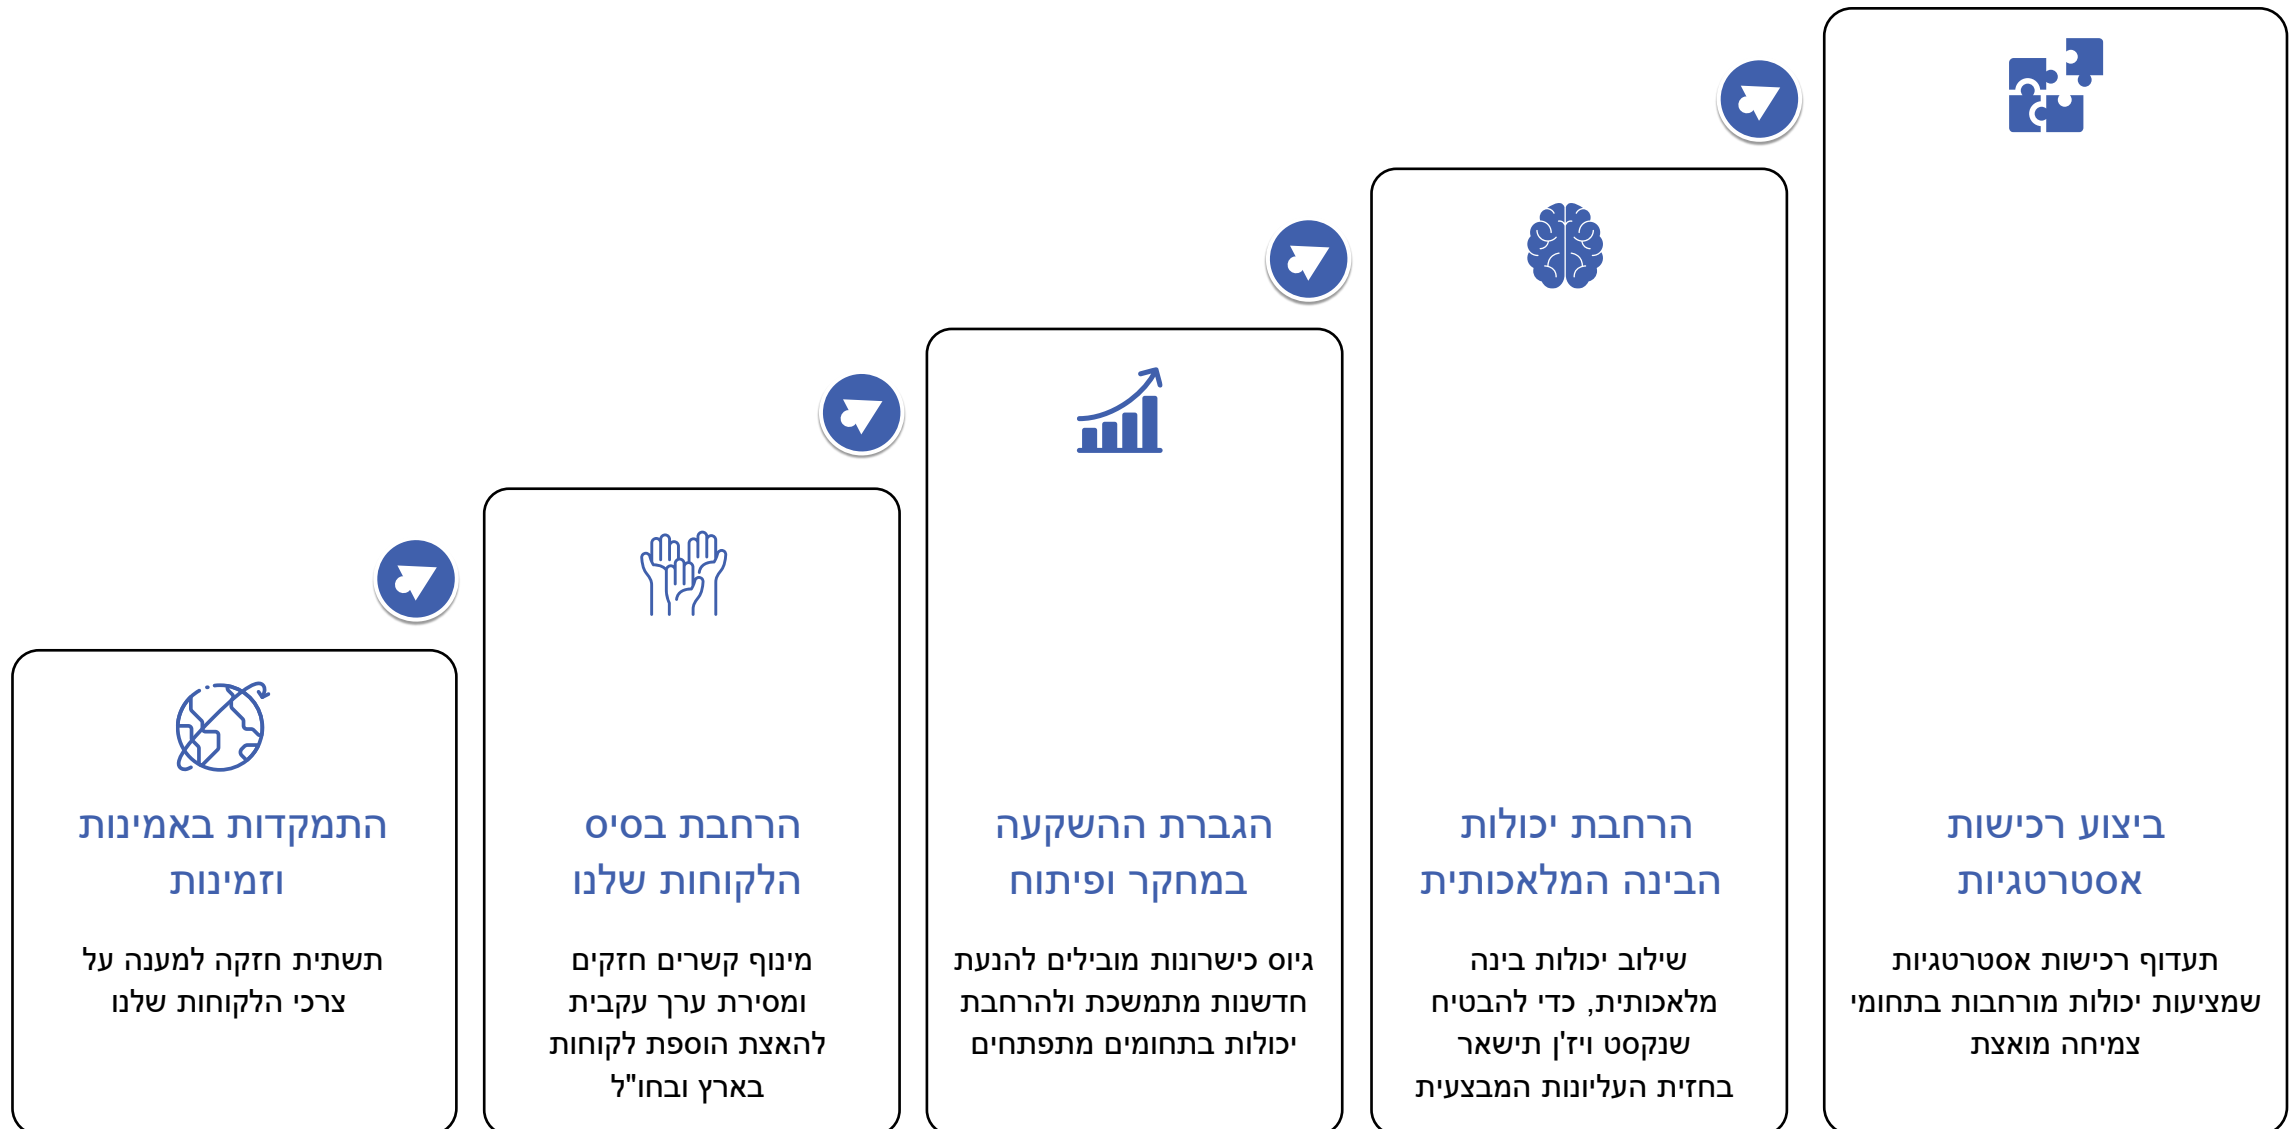 התמקדות באמינות
וזמינות
תשתית חזקה למענה על
צרכי הלקוחות שלנו
הרחבת בסיס
הלקוחות שלנו
מינוף קשרים חזקים
ומסירת ערך עקבית
להאצת הוספת לקוחות
בארץ ובחו"ל
הגברת ההשקעה
במחקר ופיתוח
גיוס כישרונות מובילים להנעת
חדשנות מתמשכת ולהרחבת
יכולות בתחומים מתפתחים
הרחבת יכולות
הבינה המלאכותית
שילוב יכולות בינה
מלאכותית, כדי להבטיח
שנקסט ויז'ן תישאר
בחזית העליונות המבצעית
ביצוע רכישות
אסטרטגיות
תעדוף רכישות אסטרטגיות
שמציעות יכולות מורחבות בתחומי
צמיחה מואצת